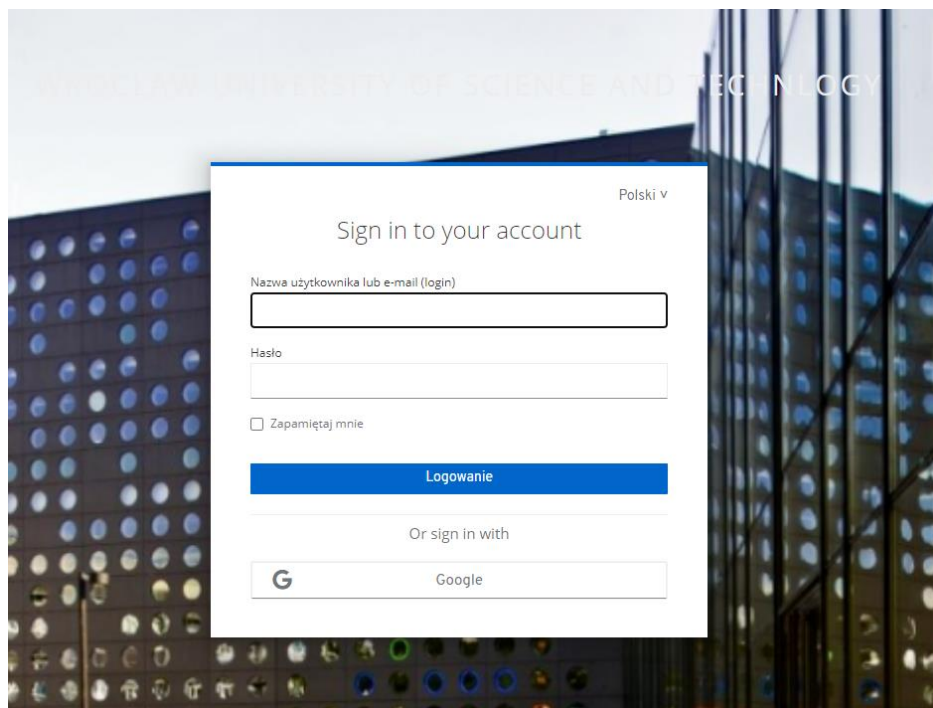 WROCLAW UNIVERSITY OF SCIENCE AND TECHNLOGY
Polski
Sign in to your account
Nazwa użytkownika lub e-mail (login)
Hasło
Zapamiętaj mnie
Logowanie
Or sign in with
G Google